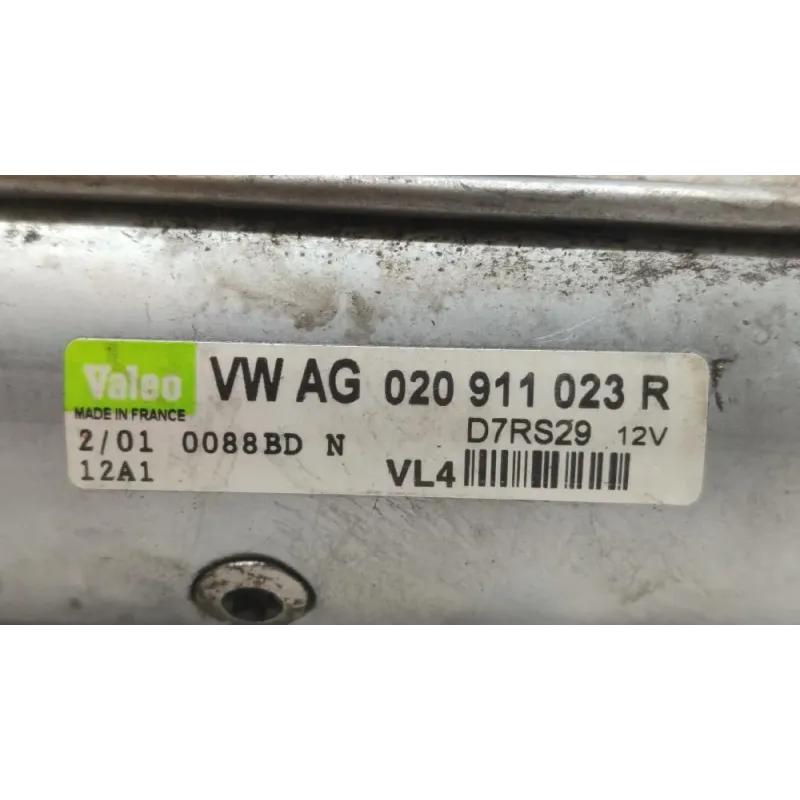 Valeo VW AG 020 911 023 R
MADE IN FRANCE D7RS29 12V
2/01 0088BD N
12A1 VL4